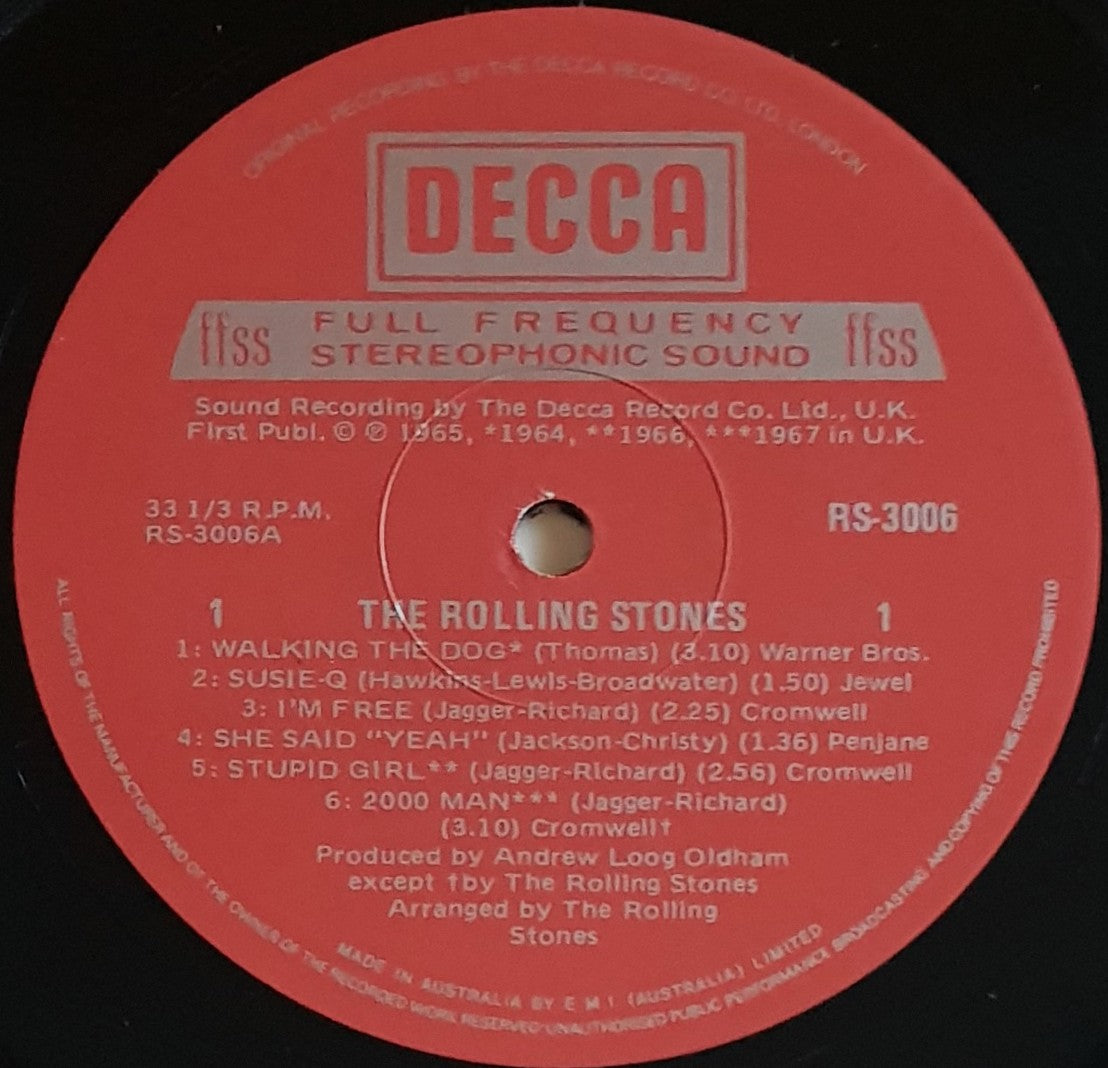 ORIGINAL RECORDING BY THE DECCA RECORD CO. LTD. LONDON
DECCA
ffss FULL FREQUENCY STEREOPHONIC SOUND ffss
Sound Recording by The Decca Record Co. Ltd., U.K.
First Publ. © ℗ 1965, *1964, **1966, ***1967 in U.K.
33 1/3 R.P.M.
RS-3006A
RS-3006
1 THE ROLLING STONES 1
1: WALKING THE DOG* (Thomas) (3.10) Warner Bros.
2: SUSIE-Q (Hawkins-Lewis-Broadwater) (1.50) Jewel
3: I'M FREE (Jagger-Richard) (2.25) Cromwell
4: SHE SAID "YEAH" (Jackson-Christy) (1.36) Penjane
5: STUPID GIRL** (Jagger-Richard) (2.56) Cromwell
6: 2000 MAN*** (Jagger-Richard)
(3.10) Cromwell†
Produced by Andrew Loog Oldham
except †by The Rolling Stones
Arranged by The Rolling
Stones
MADE IN AUSTRALIA BY E M I (AUSTRALIA) LIMITED
ALL RIGHTS OF THE MANUFACTURER AND OF THE OWNER OF THE RECORDED WORK RESERVED UNAUTHORISED PUBLIC PERFORMANCE BROADCASTING AND COPYING OF THIS RECORD PROHIBITED